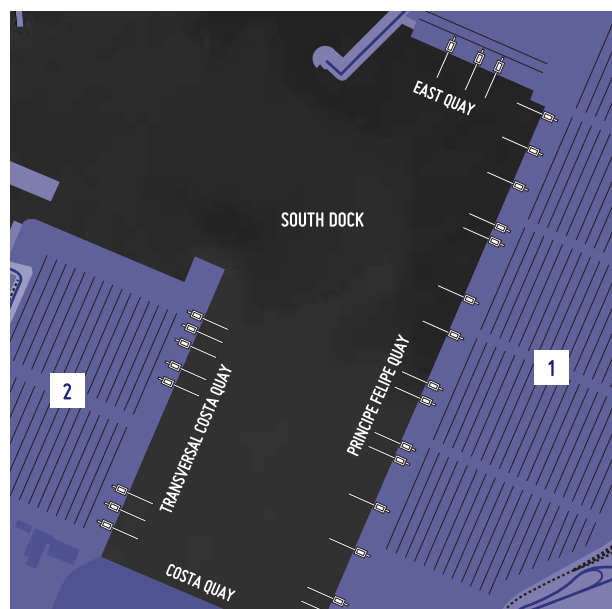 EAST QUAY
SOUTH DOCK
1
PRINCIPE FELIPE QUAY
2
TRANSVERSAL COSTA QUAY
COSTA QUAY